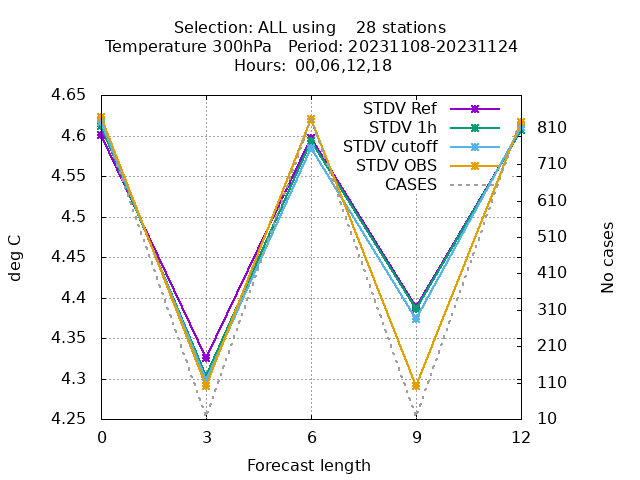 Selection: ALL using    28 stations
Temperature 300hPa   Period: 20231108-20231124
Hours:  00,06,12,18
4.65
4.6
4.55
4.5
4.45
4.4
4.35
4.3
4.25
deg C
STDV Ref
STDV 1h
STDV cutoff
STDV OBS
CASES
810
710
610
510
410
310
210
110
10
No cases
0 3 6 9 12
Forecast length